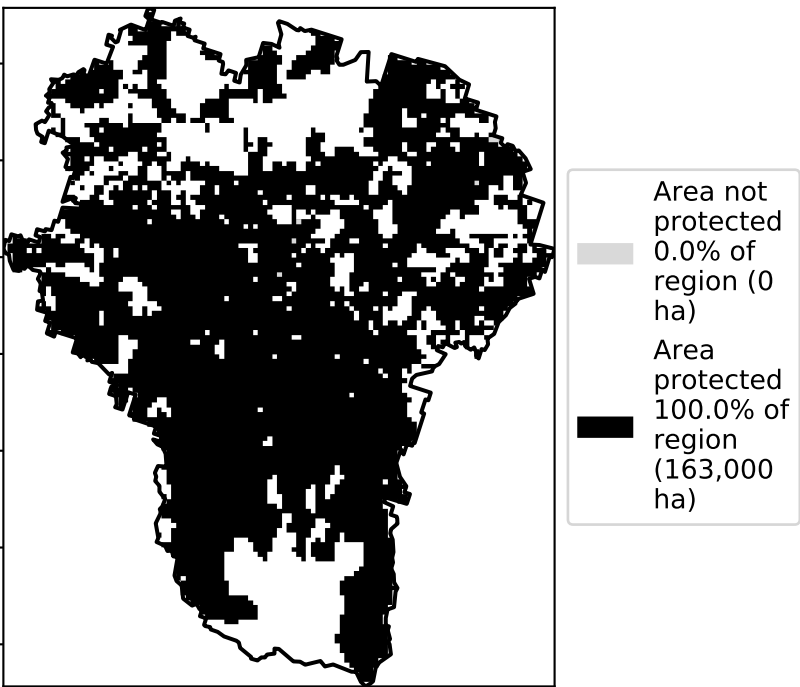 Area not
protected
0.0% of
region (0
ha)
Area
protected
100.0% of
region
(163,000
ha)